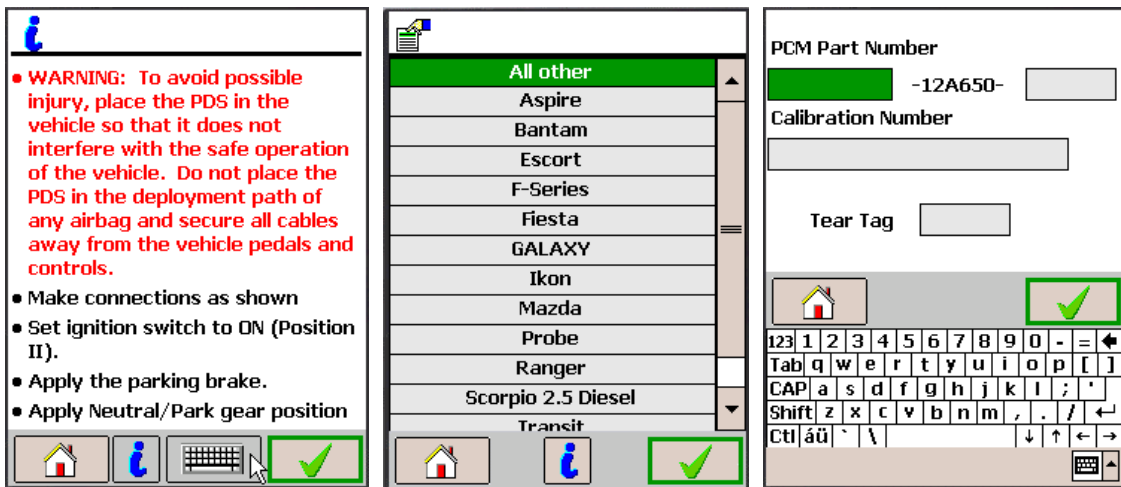 • WARNING: To avoid possible
injury, place the PDS in the
vehicle so that it does not
interfere with the safe operation
of the vehicle. Do not place the
PDS in the deployment path of
any airbag and secure all cables
away from the vehicle pedals and
controls.
• Make connections as shown
• Set ignition switch to ON (Position
II).
• Apply the parking brake.
• Apply Neutral/Park gear position
All other
Aspire
Bantam
Escort
F-Series
Fiesta
GALAXY
Ikon
Mazda
Probe
Ranger
Scorpio 2.5 Diesel
Transit
PCM Part Number
-12A650-
Calibration Number
Tear Tag
123 1 2 3 4 5 6 7 8 9 0 - =
Tab q w e r t y u i o p [ ]
CAP a s d f g h j k l ; '
Shift z x c v b n m , . /
Ctl áü ` \